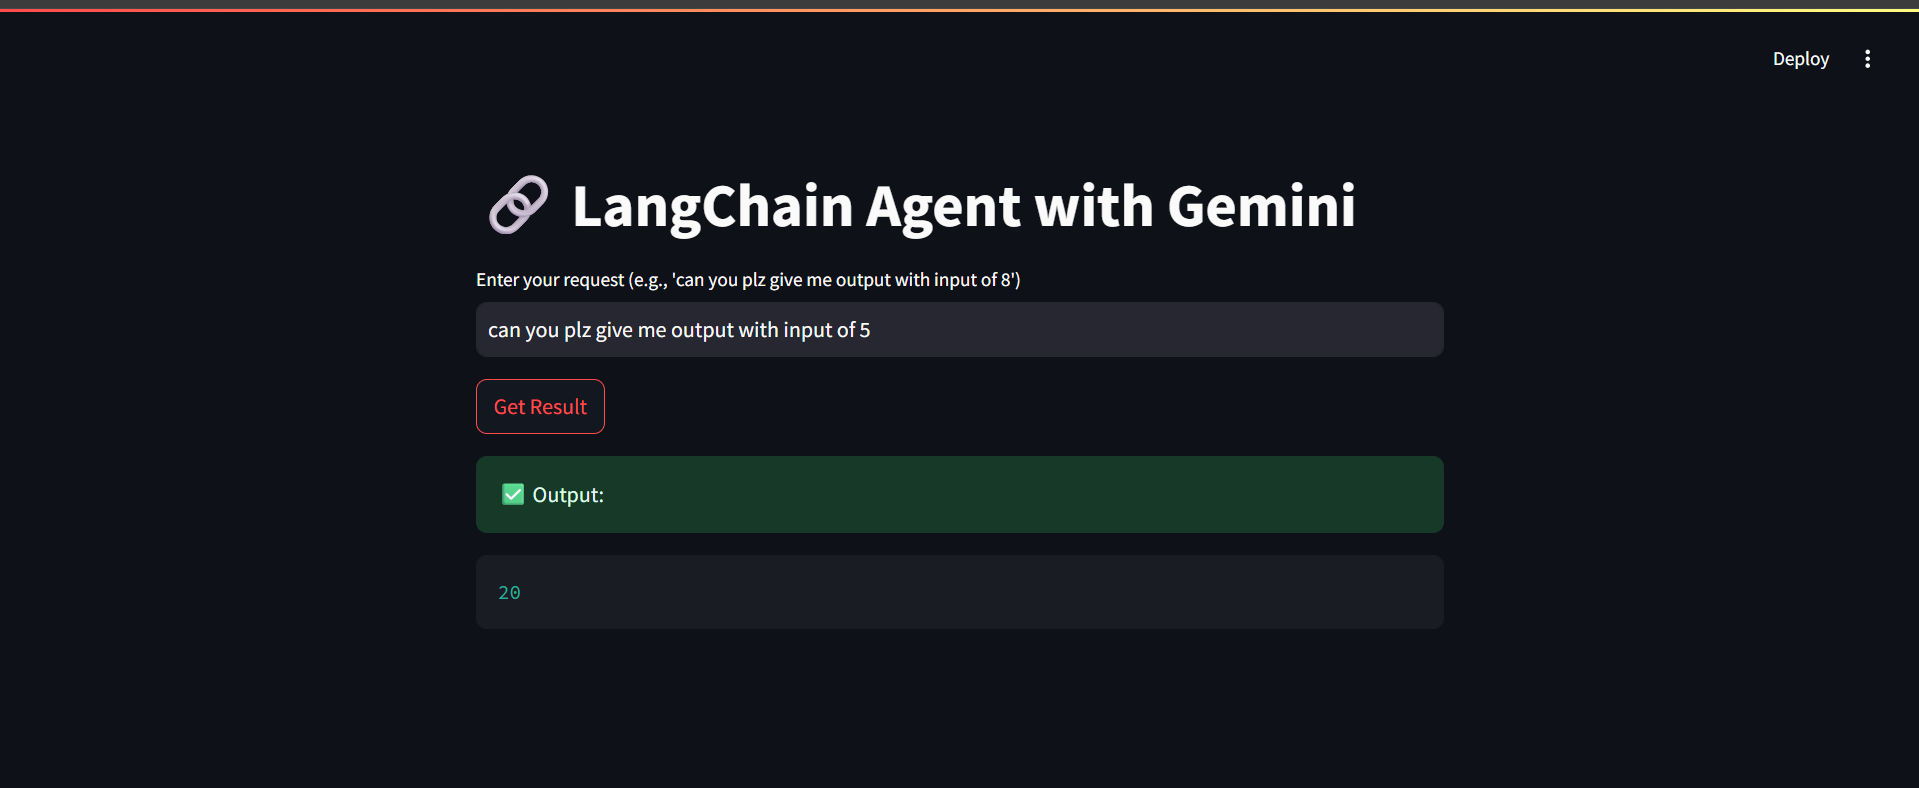 Deploy
LangChain Agent with Gemini
Enter your request (e.g., 'can you plz give me output with input of 8')
can you plz give me output with input of 5
Get Result
Output:
20